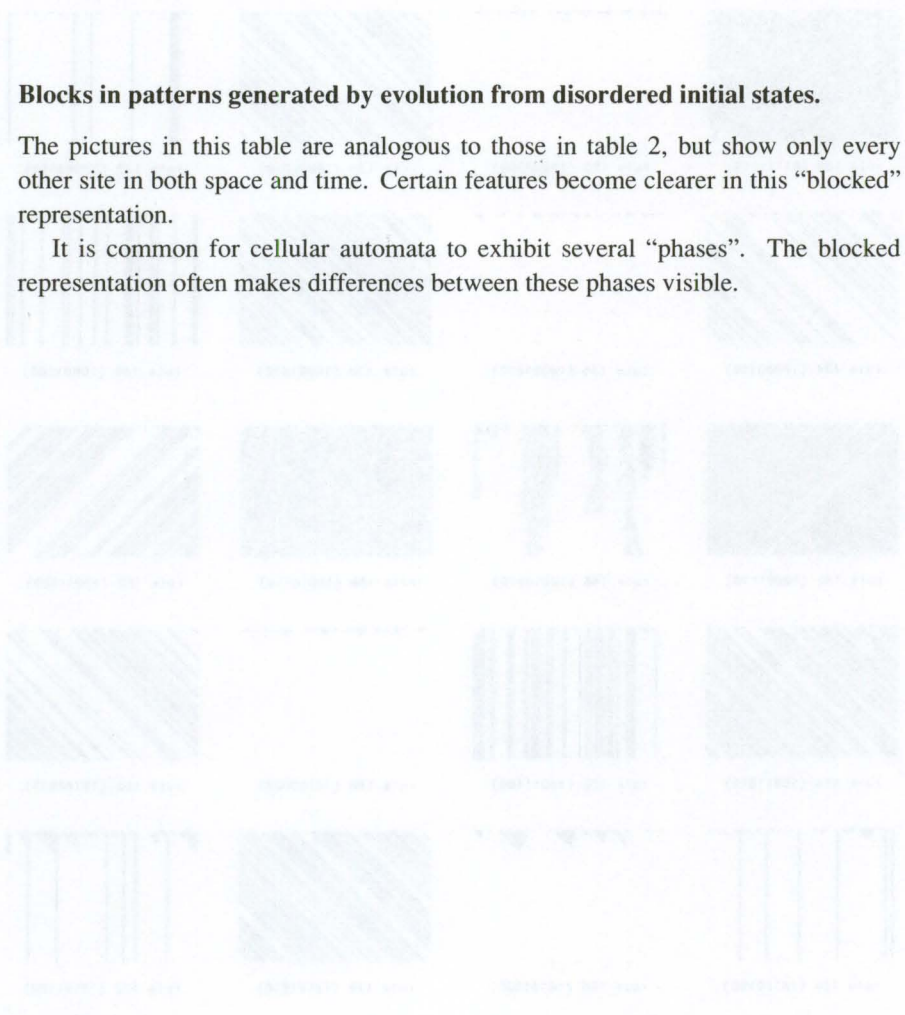 Blocks in patterns generated by evolution from disordered initial states.
The pictures in this table are analogous to those in table 2, but show only every
other site in both space and time. Certain features become clearer in this “blocked”
representation.
It is common for cellular automata to exhibit several “phases”. The blocked
representation often makes differences between these phases visible.